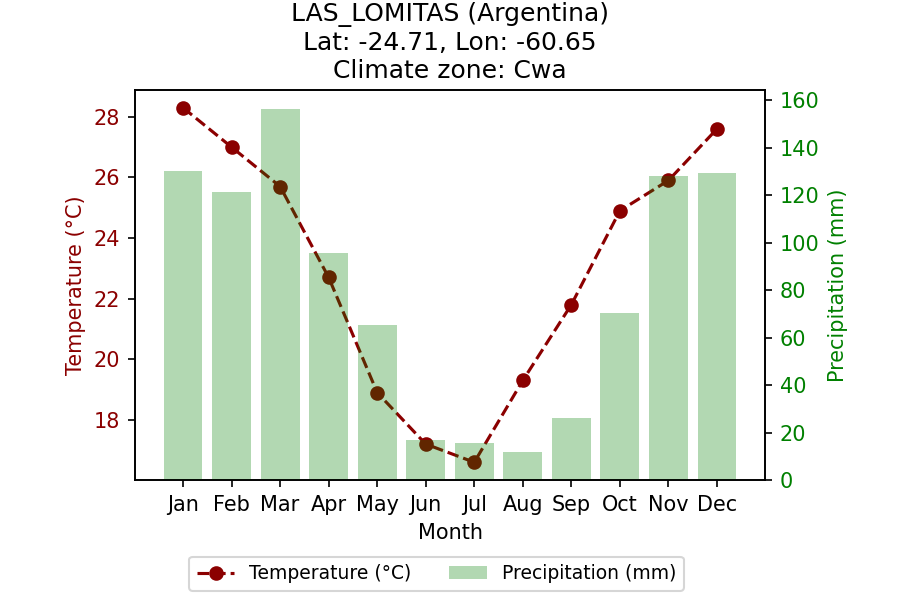 LAS_LOMITAS (Argentina)
Lat: -24.71, Lon: -60.65
Climate zone: Cwa
Temperature (°C)
28
26
24
22
20
18
Precipitation (mm)
160
140
120
100
80
60
40
20
0
Jan Feb Mar Apr May Jun Jul Aug Sep Oct Nov Dec
Month
Temperature (°C) Precipitation (mm)